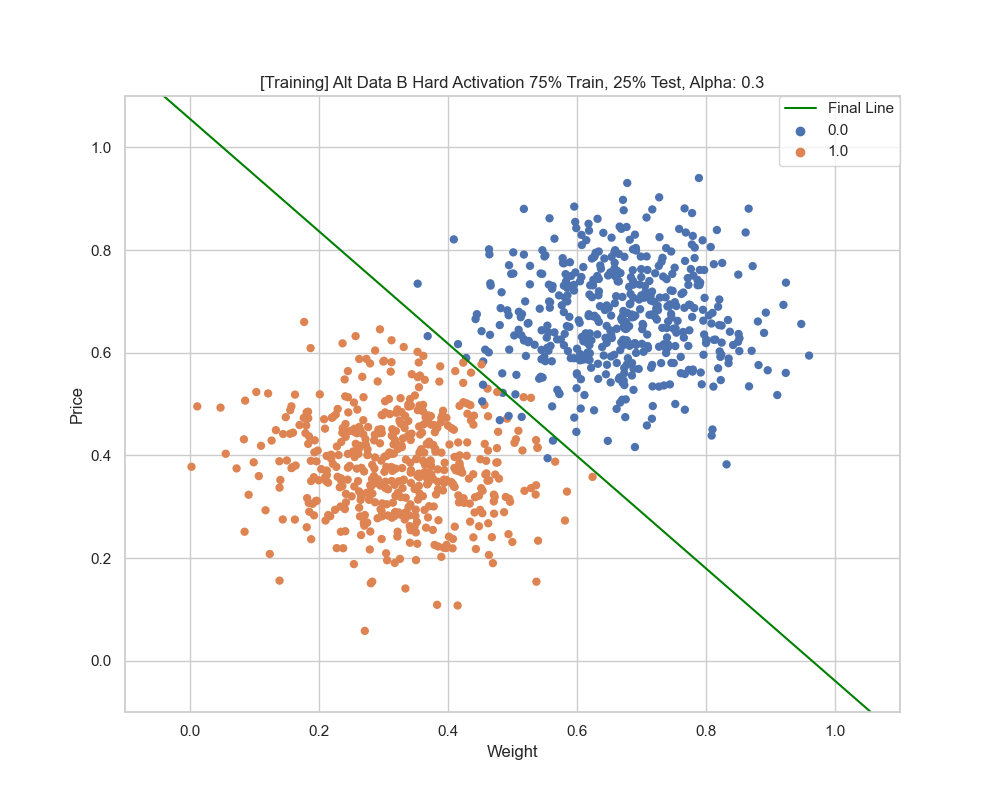 [Training] Alt Data B Hard Activation 75% Train, 25% Test, Alpha: 0.3
Final Line
0.0
1.0
1.0
0.8
0.6
0.4
0.2
0.0
Price
0.0 0.2 0.4 0.6 0.8 1.0
Weight